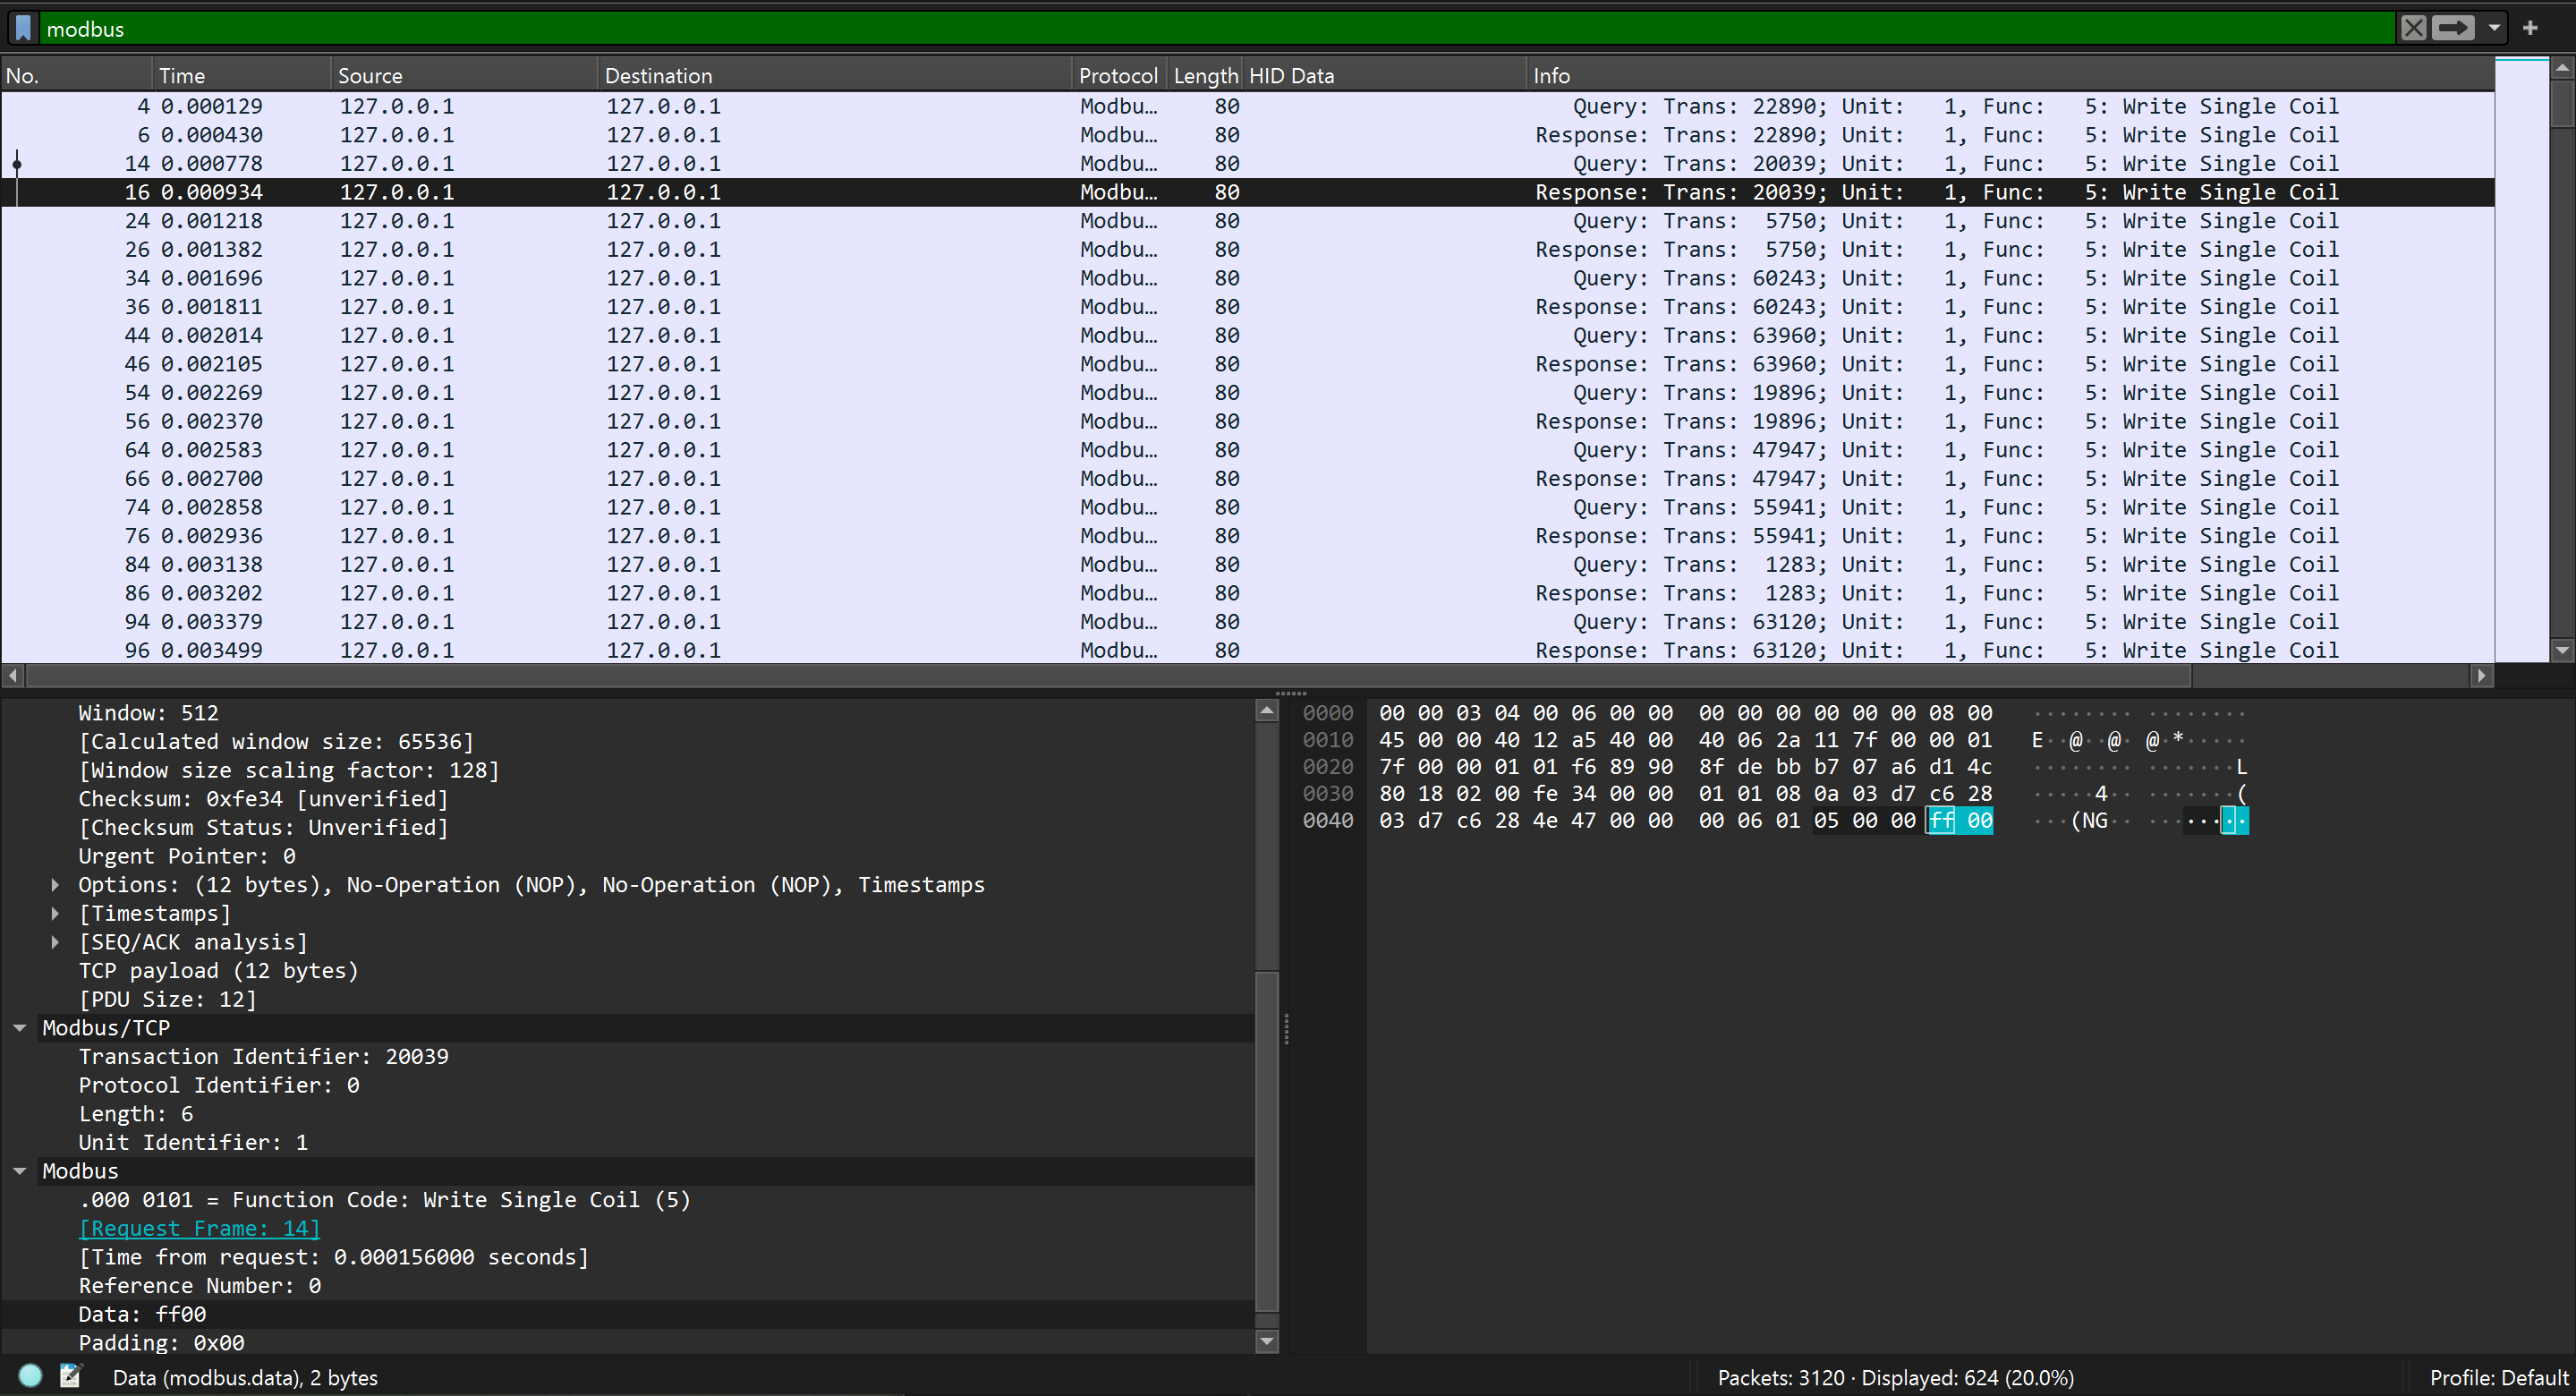 modbus
No. Time Source Destination Protocol Length HID Data Info
4 0.000129 127.0.0.1 127.0.0.1 Modbu… 80 Query: Trans: 22890; Unit: 1, Func: 5: Write Single Coil
6 0.000430 127.0.0.1 127.0.0.1 Modbu… 80 Response: Trans: 22890; Unit: 1, Func: 5: Write Single Coil
14 0.000778 127.0.0.1 127.0.0.1 Modbu… 80 Query: Trans: 20039; Unit: 1, Func: 5: Write Single Coil
16 0.000934 127.0.0.1 127.0.0.1 Modbu… 80 Response: Trans: 20039; Unit: 1, Func: 5: Write Single Coil
24 0.001218 127.0.0.1 127.0.0.1 Modbu… 80 Query: Trans: 5750; Unit: 1, Func: 5: Write Single Coil
26 0.001382 127.0.0.1 127.0.0.1 Modbu… 80 Response: Trans: 5750; Unit: 1, Func: 5: Write Single Coil
34 0.001696 127.0.0.1 127.0.0.1 Modbu… 80 Query: Trans: 60243; Unit: 1, Func: 5: Write Single Coil
36 0.001811 127.0.0.1 127.0.0.1 Modbu… 80 Response: Trans: 60243; Unit: 1, Func: 5: Write Single Coil
44 0.002014 127.0.0.1 127.0.0.1 Modbu… 80 Query: Trans: 63960; Unit: 1, Func: 5: Write Single Coil
46 0.002105 127.0.0.1 127.0.0.1 Modbu… 80 Response: Trans: 63960; Unit: 1, Func: 5: Write Single Coil
54 0.002269 127.0.0.1 127.0.0.1 Modbu… 80 Query: Trans: 19896; Unit: 1, Func: 5: Write Single Coil
56 0.002370 127.0.0.1 127.0.0.1 Modbu… 80 Response: Trans: 19896; Unit: 1, Func: 5: Write Single Coil
64 0.002583 127.0.0.1 127.0.0.1 Modbu… 80 Query: Trans: 47947; Unit: 1, Func: 5: Write Single Coil
66 0.002700 127.0.0.1 127.0.0.1 Modbu… 80 Response: Trans: 47947; Unit: 1, Func: 5: Write Single Coil
74 0.002858 127.0.0.1 127.0.0.1 Modbu… 80 Query: Trans: 55941; Unit: 1, Func: 5: Write Single Coil
76 0.002936 127.0.0.1 127.0.0.1 Modbu… 80 Response: Trans: 55941; Unit: 1, Func: 5: Write Single Coil
84 0.003138 127.0.0.1 127.0.0.1 Modbu… 80 Query: Trans: 1283; Unit: 1, Func: 5: Write Single Coil
86 0.003202 127.0.0.1 127.0.0.1 Modbu… 80 Response: Trans: 1283; Unit: 1, Func: 5: Write Single Coil
94 0.003379 127.0.0.1 127.0.0.1 Modbu… 80 Query: Trans: 63120; Unit: 1, Func: 5: Write Single Coil
96 0.003499 127.0.0.1 127.0.0.1 Modbu… 80 Response: Trans: 63120; Unit: 1, Func: 5: Write Single Coil
Window: 512
[Calculated window size: 65536]
[Window size scaling factor: 128]
Checksum: 0xfe34 [unverified]
[Checksum Status: Unverified]
Urgent Pointer: 0
Options: (12 bytes), No-Operation (NOP), No-Operation (NOP), Timestamps
[Timestamps]
[SEQ/ACK analysis]
TCP payload (12 bytes)
[PDU Size: 12]
Modbus/TCP
Transaction Identifier: 20039
Protocol Identifier: 0
Length: 6
Unit Identifier: 1
Modbus
.000 0101 = Function Code: Write Single Coil (5)
[Request Frame: 14]
[Time from request: 0.000156000 seconds]
Reference Number: 0
Data: ff00
Padding: 0x00
0000 00 00 03 04 00 06 00 00 00 00 00 00 00 00 08 00 ········ ········
0010 45 00 00 40 12 a5 40 00 40 06 2a 11 7f 00 00 01 E··@··@· @·*·····
0020 7f 00 00 01 01 f6 89 90 8f de bb b7 07 a6 d1 4c ········ ·······L
0030 80 18 02 00 fe 34 00 00 01 01 08 0a 03 d7 c6 28 ·····4·· ·······(
0040 03 d7 c6 28 4e 47 00 00 00 06 01 05 00 00 ff 00 ···(NG·· ········
Data (modbus.data), 2 bytes
Packets: 3120 · Displayed: 624 (20.0%)
Profile: Default